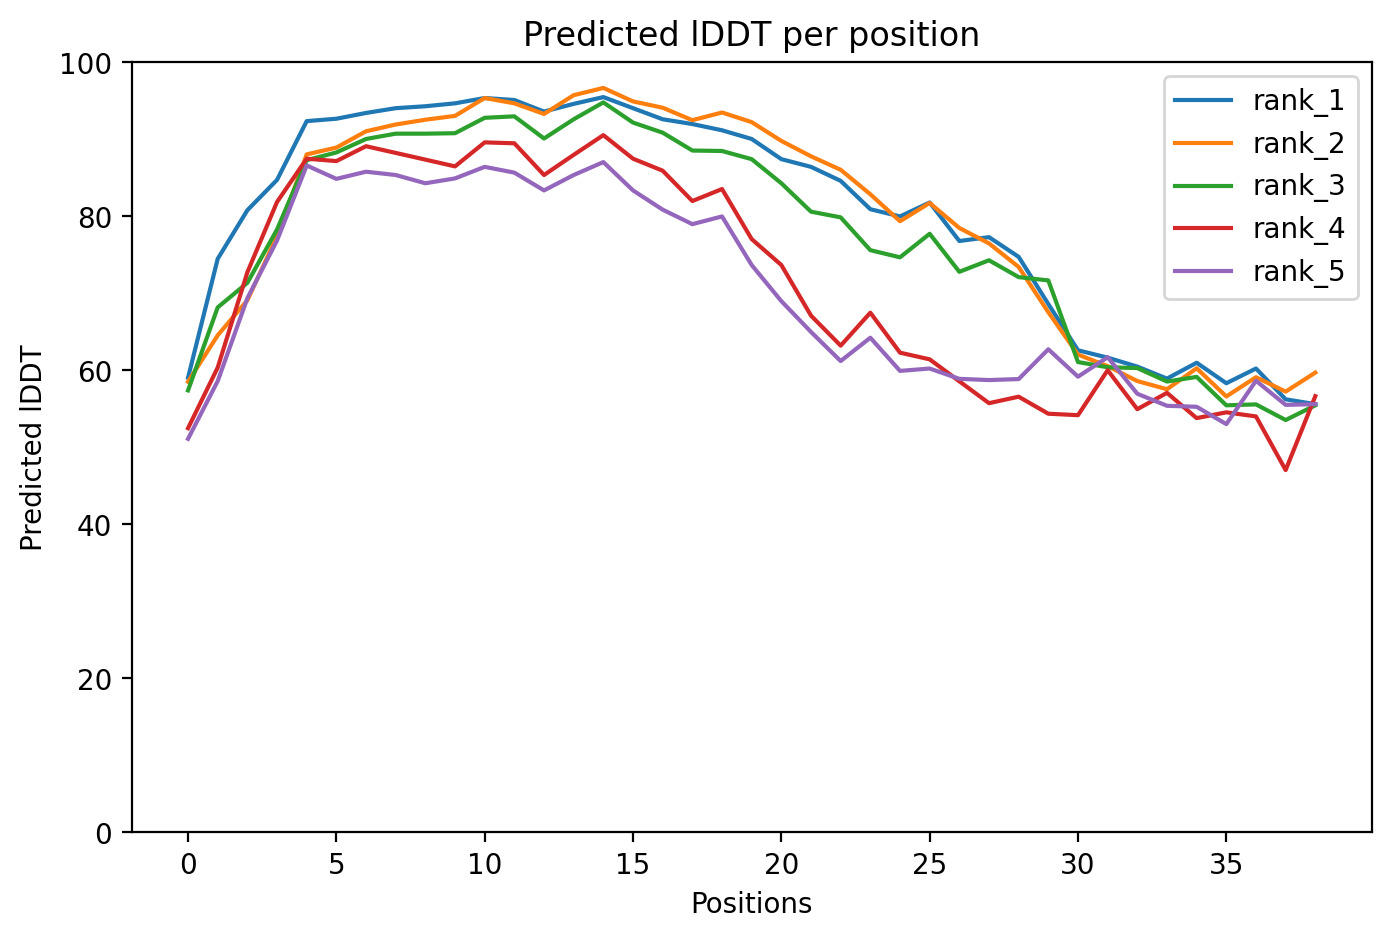 Predicted lDDT per position
100
80
60
40
20
0
Predicted lDDT
rank_1
rank_2
rank_3
rank_4
rank_5
0 5 10 15 20 25 30 35
Positions